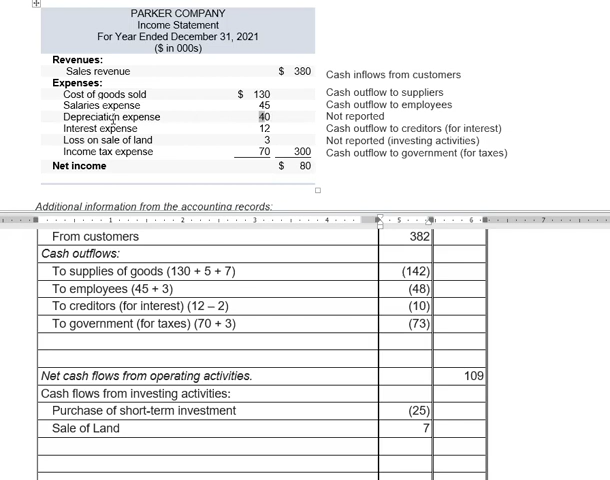 PARKER COMPANY
Income Statement
For Year Ended December 31, 2021
($ in 000s)
Revenues:
Sales revenue $ 380 Cash inflows from customers
Expenses:
Cost of goods sold $ 130 Cash outflow to suppliers
Salaries expense 45 Cash outflow to employees
Depreciation expense 40 Not reported
Interest expense 12 Cash outflow to creditors (for interest)
Loss on sale of land 3 Not reported (investing activities)
Income tax expense 70 300 Cash outflow to government (for taxes)
Net income $ 80
Additional information from the accounting records:
1 2 3 4 5 6 7
From customers 382
Cash outflows:
To supplies of goods (130 + 5 + 7) (142)
To employees (45 + 3) (48)
To creditors (for interest) (12 – 2) (10)
To government (for taxes) (70 + 3) (73)
Net cash flows from operating activities. 109
Cash flows from investing activities:
Purchase of short-term investment (25)
Sale of Land 7